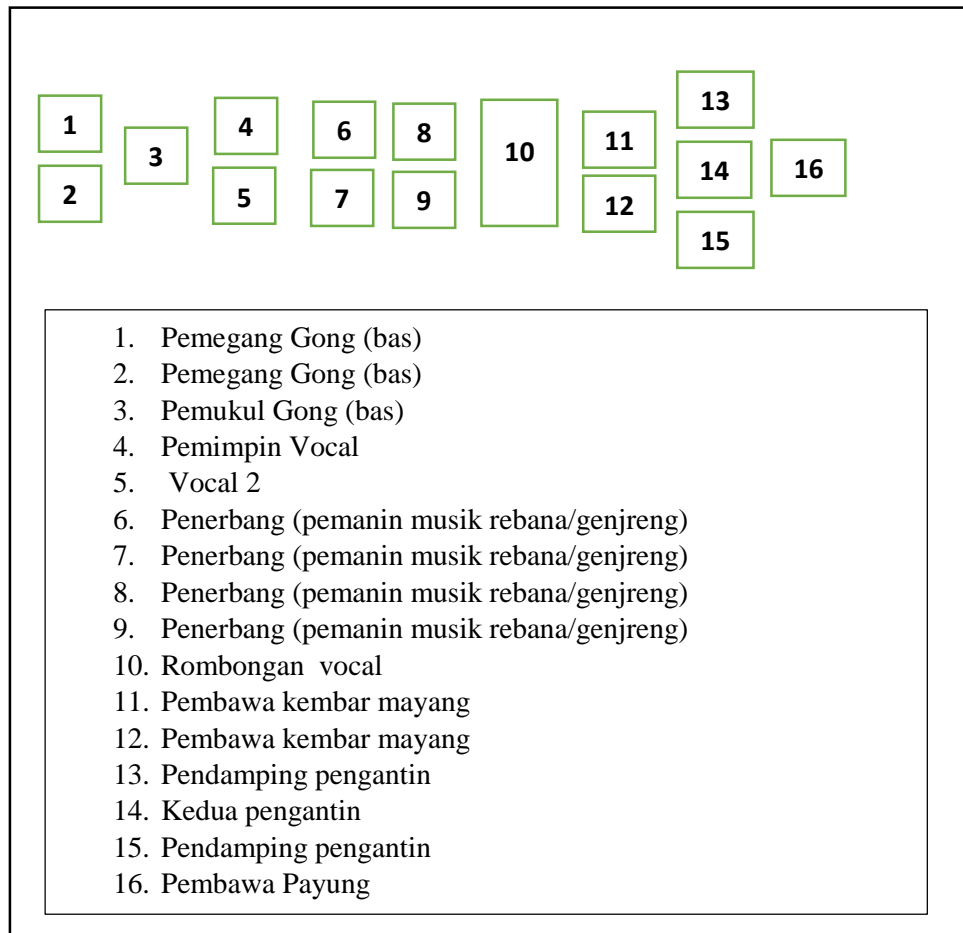 1
2
3
4
5
6
7
8
9
10
11
12
13
14
15
16
1. Pemegang Gong (bas)
2. Pemegang Gong (bas)
3. Pemukul Gong (bas)
4. Pemimpin Vocal
5. Vocal 2
6. Penerbang (pemanin musik rebana/genjreng)
7. Penerbang (pemanin musik rebana/genjreng)
8. Penerbang (pemanin musik rebana/genjreng)
9. Penerbang (pemanin musik rebana/genjreng)
10. Rombongan vocal
11. Pembawa kembar mayang
12. Pembawa kembar mayang
13. Pendamping pengantin
14. Kedua pengantin
15. Pendamping pengantin
16. Pembawa Payung